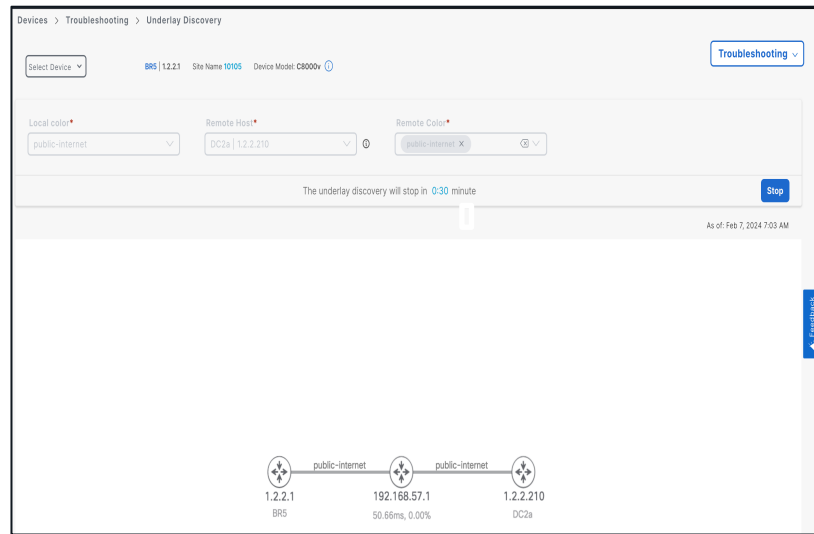 Devices > Troubleshooting > Underlay Discovery
Troubleshooting
Select Device
BR5 | 1.2.2.1 Site Name 10105 Device Model: C8000v
Local color* Remote Host* Remote Color*
public-internet DC2a | 1.2.2.210 public-internet X
The underlay discovery will stop in 0:30 minute
Stop
As of: Feb 7, 2024 7:03 AM
Feedback
public-internet public-internet
1.2.2.1 192.168.57.1 1.2.2.210
BR5 50.66ms, 0.00% DC2a